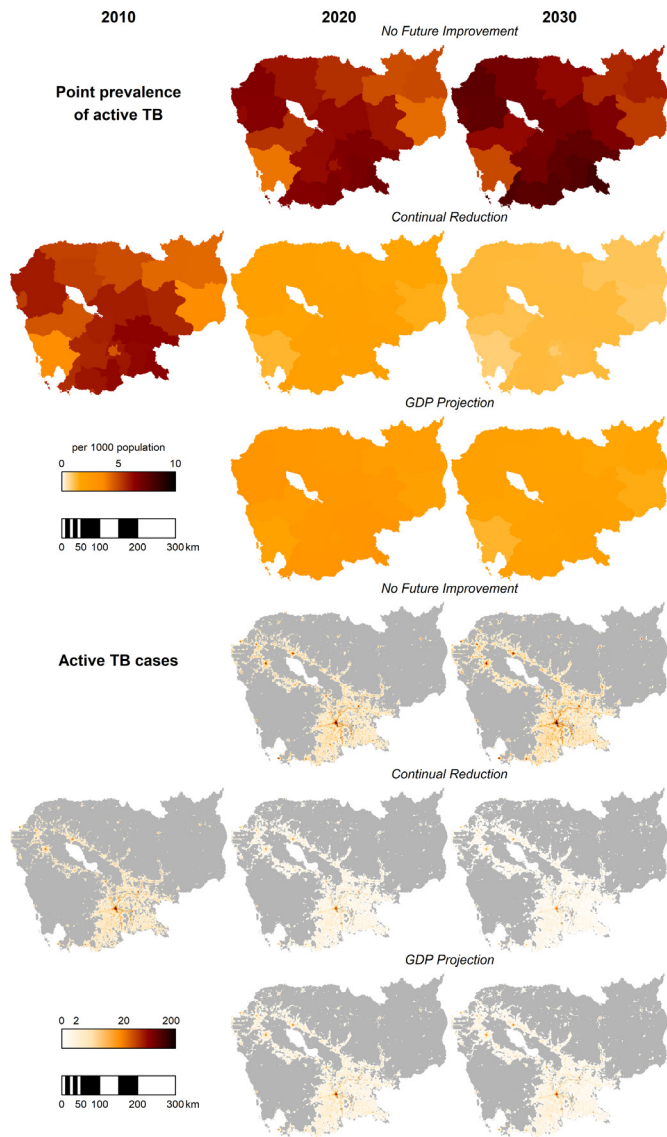 2010 2020 2030
No Future Improvement
Point prevalence
of active TB
Continual Reduction
GDP Projection
per 1000 population
0 5 10
0 50 100 200 300 km
No Future Improvement
Active TB cases
Continual Reduction
GDP Projection
0 2 20 200
0 50 100 200 300 km